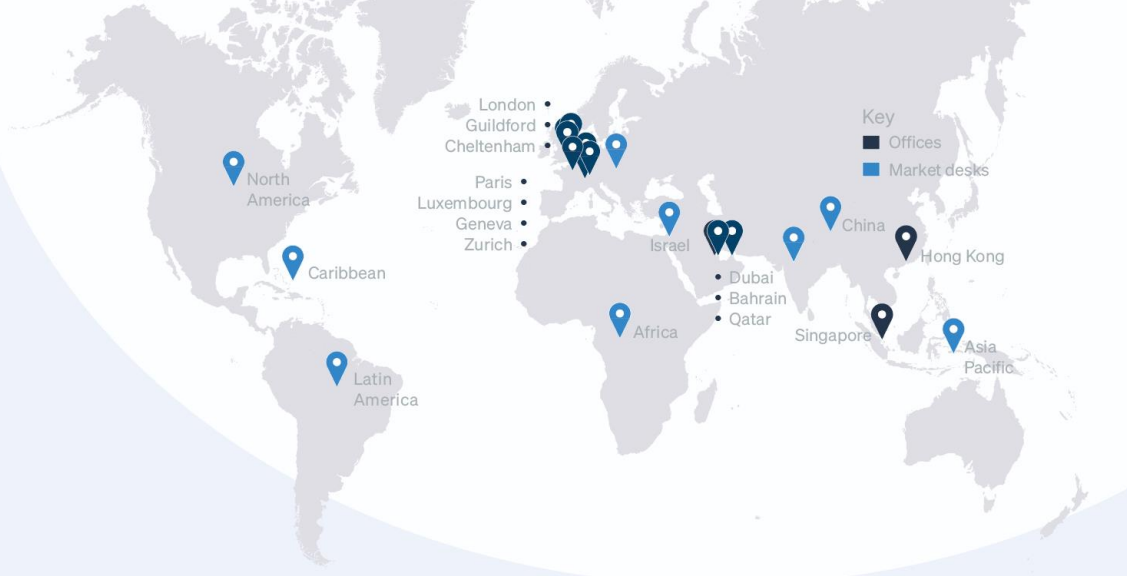 London
Guildford
Cheltenham
Paris
Luxembourg
Geneva
Zurich
North
America
Caribbean
Latin
America
Israel
Africa
Dubai
Bahrain
Qatar
Key
Offices
Market desks
China
Hong Kong
Singapore
Asia
Pacific